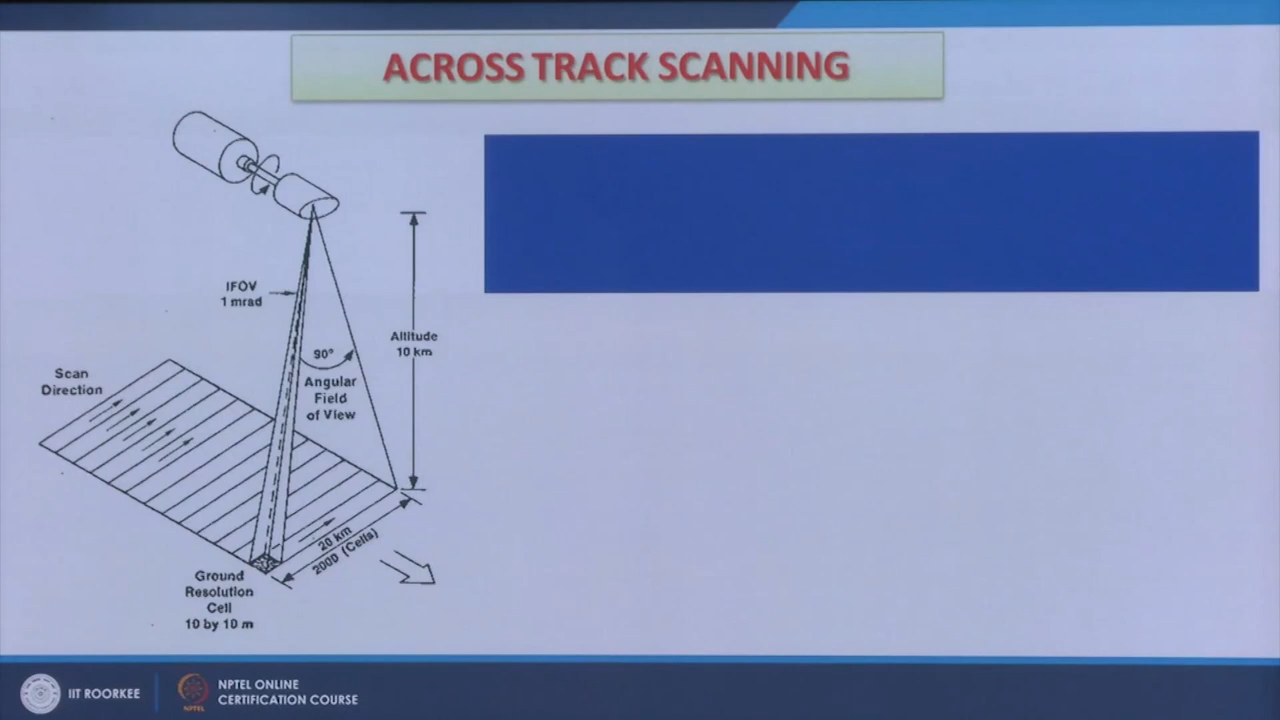 ACROSS TRACK SCANNING
IFOV
1 mrad
Altitude
10 km
90°
Angular
Field
of View
Scan
Direction
20 km
2000 (Cells)
Ground
Resolution
Cell
10 by 10 m
IIT ROORKEE
NPTEL
NPTEL ONLINE
CERTIFICATION COURSE